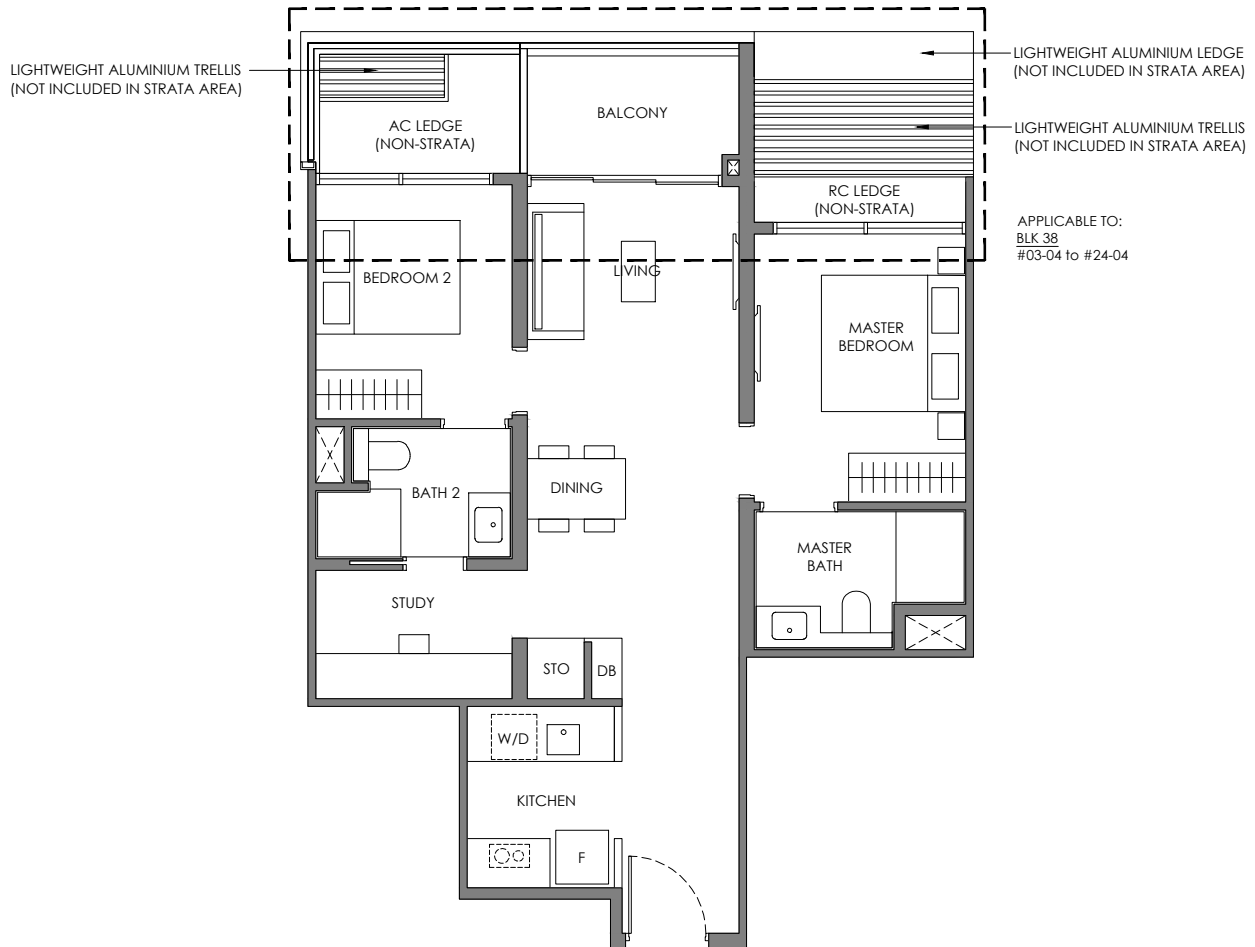 LIGHTWEIGHT ALUMINIUM TRELLIS
(NOT INCLUDED IN STRATA AREA)
AC LEDGE
(NON-STRATA)
BALCONY
LIGHTWEIGHT ALUMINIUM LEDGE
(NOT INCLUDED IN STRATA AREA)
LIGHTWEIGHT ALUMINIUM TRELLIS
(NOT INCLUDED IN STRATA AREA)
RC LEDGE
(NON-STRATA)
APPLICABLE TO:
BLK 38
#03-04 to #24-04
BEDROOM 2
LIVING
MASTER
BEDROOM
BATH 2
DINING
MASTER
BATH
STUDY
STO
DB
W/D
KITCHEN
F